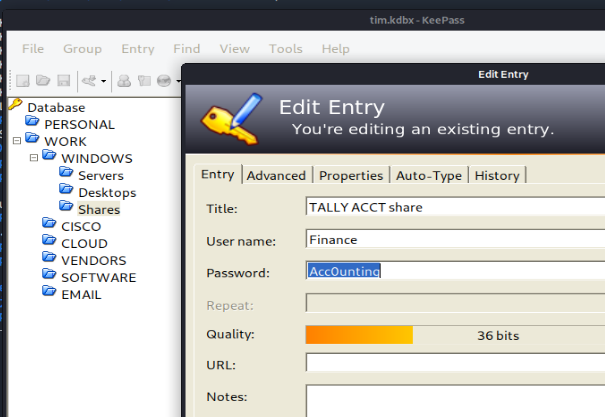 tim.kdbx - KeePass
File Group Entry Find View Tools Help
Database
PERSONAL
WORK
WINDOWS
Servers
Desktops
Shares
CISCO
CLOUD
VENDORS
SOFTWARE
EMAIL
Edit Entry
Edit Entry
You're editing an existing entry.
Entry Advanced Properties Auto-Type History
Title: TALLY ACCT share
User name: Finance
Password: Acc0unting
Repeat:
Quality: 36 bits
URL:
Notes: